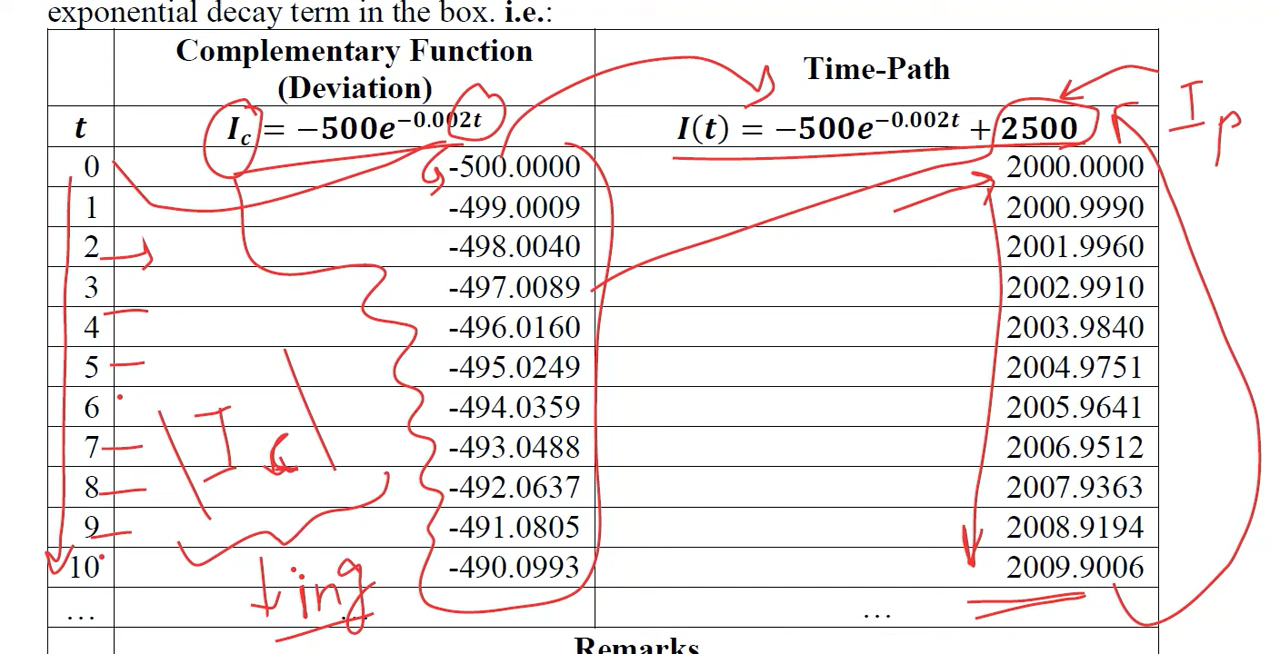 exponential decay term in the box. i.e.:
Complementary Function (Deviation) Time-Path
t I_c = −500e^{−0.002t} I(t) = −500e^{−0.002t} + 2500
I_p
0 -500.0000 2000.0000
1 -499.0009 2000.9990
2 -498.0040 2001.9960
3 -497.0089 2002.9910
4 -496.0160 2003.9840
5 -495.0249 2004.9751
6 -494.0359 2005.9641
7 -493.0488 2006.9512
8 -492.0637 2007.9363
9 -491.0805 2008.9194
10 -490.0993 2009.9006
|I_c|
↓ing
… … …
Remarks